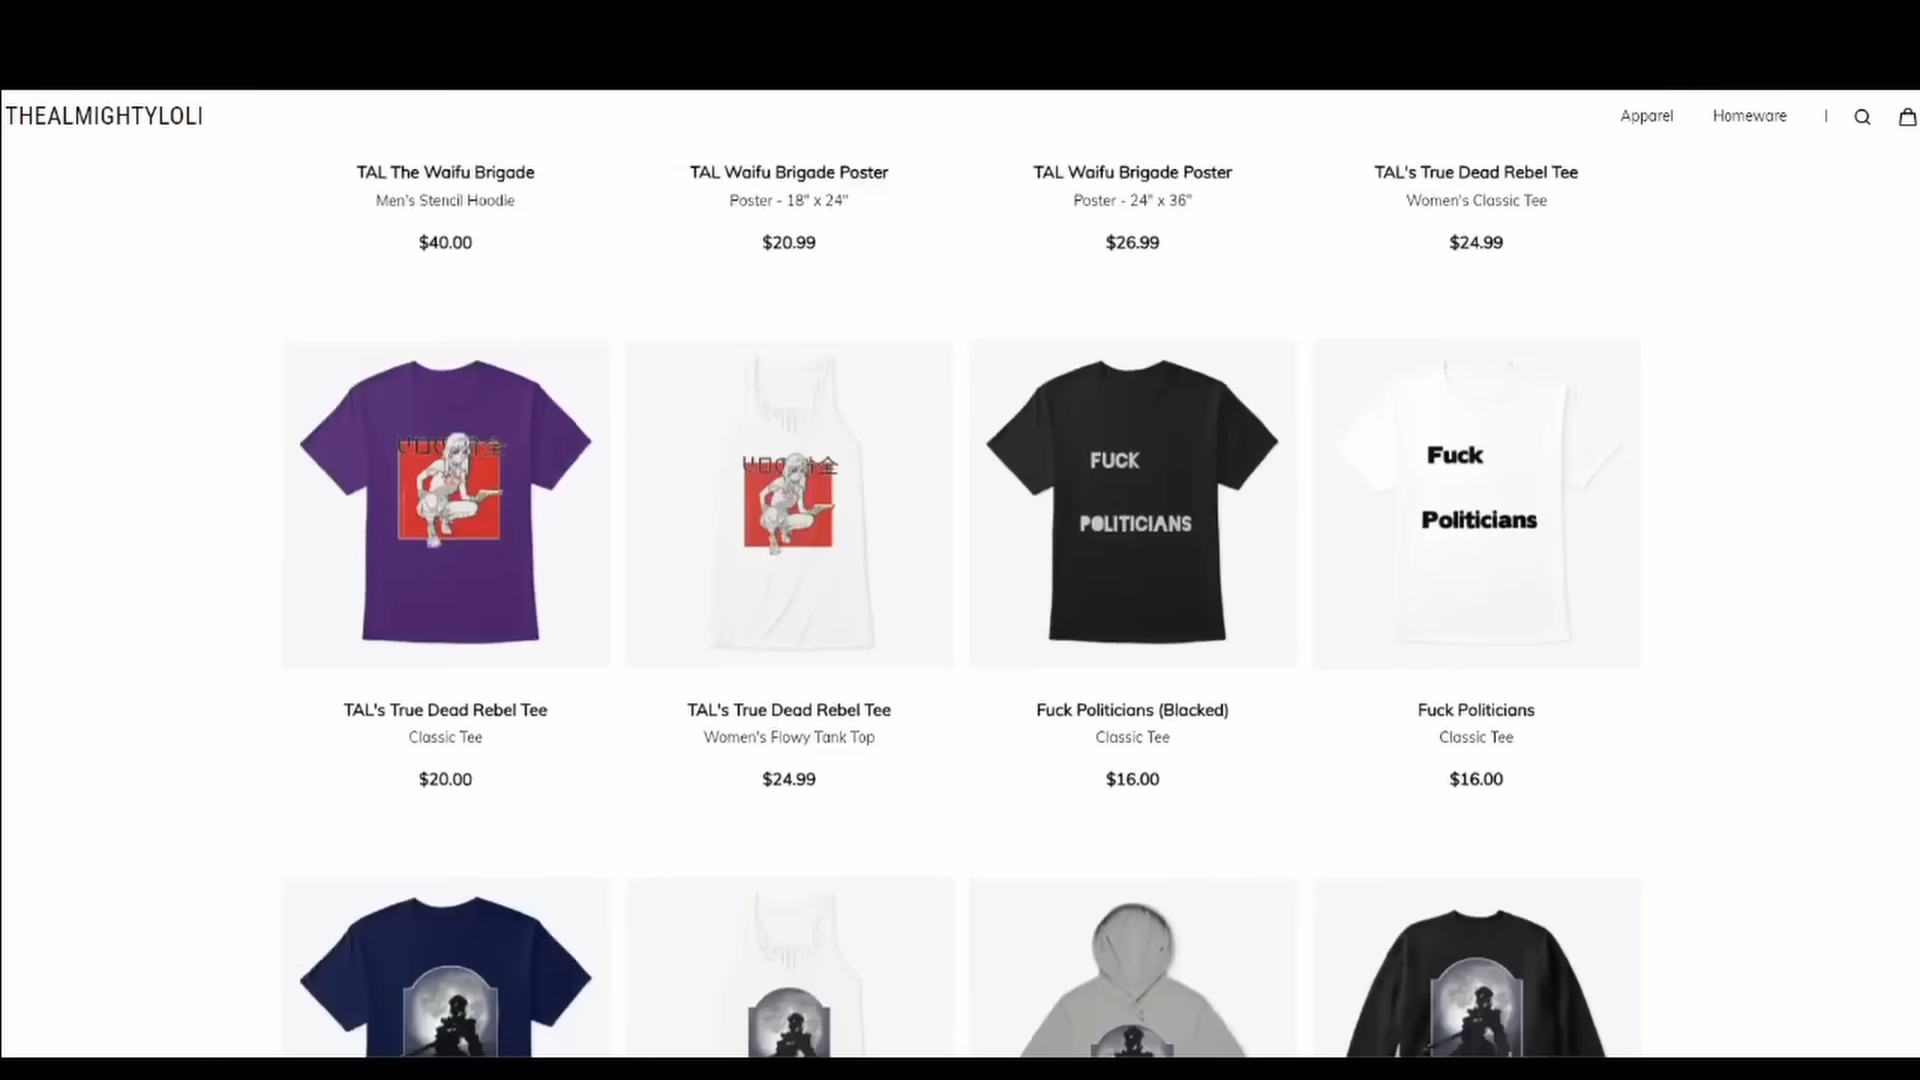 THEALMIGHTYLOLI
Apparel
Homeware
TAL The Waifu Brigade
Men's Stencil Hoodie
$40.00
TAL Waifu Brigade Poster
Poster - 18" x 24"
$20.99
TAL Waifu Brigade Poster
Poster - 24" x 36"
$26.99
TAL's True Dead Rebel Tee
Women's Classic Tee
$24.99
FUCK
POLITICIANS
Fuck
Politicians
TAL's True Dead Rebel Tee
Classic Tee
$20.00
TAL's True Dead Rebel Tee
Women's Flowy Tank Top
$24.99
Fuck Politicians (Blacked)
Classic Tee
$16.00
Fuck Politicians
Classic Tee
$16.00